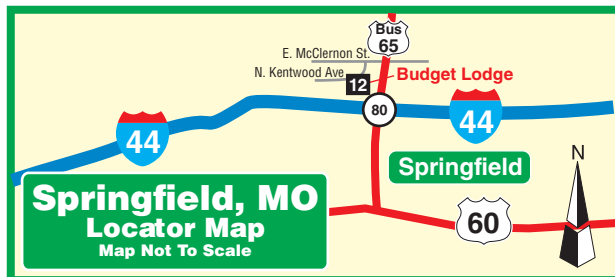 Bus
65
E. McClernon St.
N. Kentwood Ave
12
Budget Lodge
80
44
44
Springfield
N
Springfield, MO
Locator Map
Map Not To Scale
60